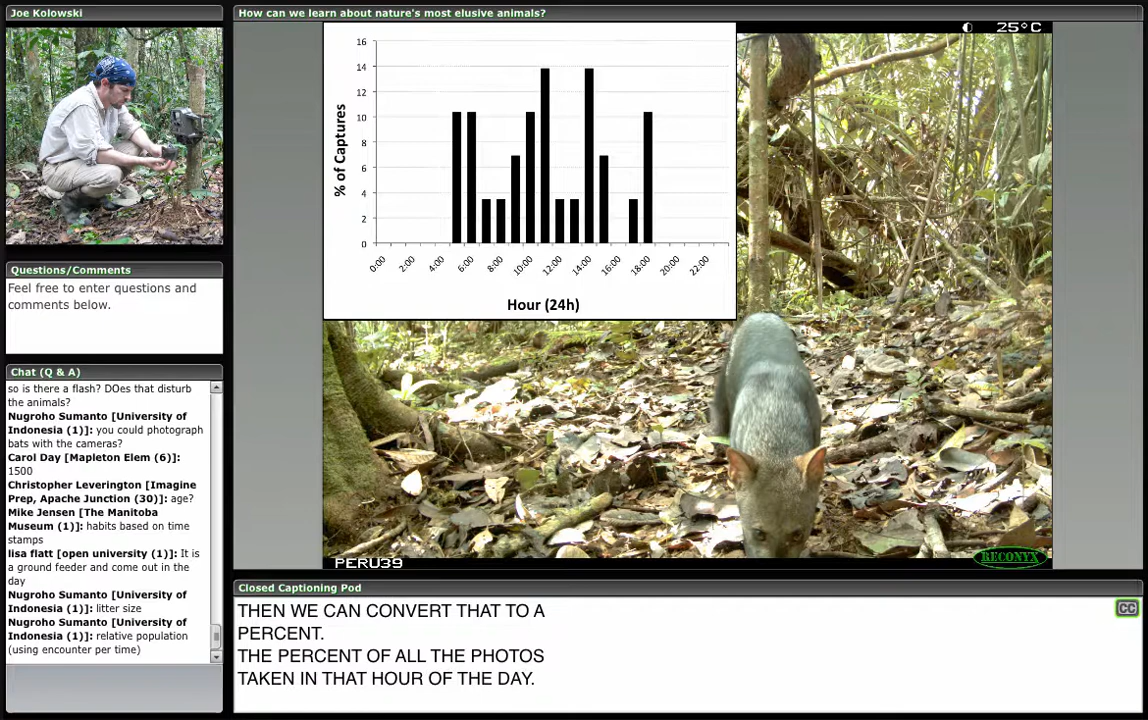 Joe Kolowski
How can we learn about nature's most elusive animals?
Questions/Comments
Feel free to enter questions and
comments below.
Chat (Q & A)
so is there a flash? DOes that disturb
the animals?
Nugroho Sumanto [University of
Indonesia (1)]: you could photograph
bats with the cameras?
Carol Day [Mapleton Elem (6)]:
1500
Christopher Leverington [Imagine
Prep, Apache Junction (30)]: age?
Mike Jensen [The Manitoba
Museum (1)]: habits based on time
stamps
lisa flatt [open university (1)]: It is
a ground feeder and come out in the
day
Nugroho Sumanto [University of
Indonesia (1)]: litter size
Nugroho Sumanto [University of
Indonesia (1)]: relative population
(using encounter per time)
% of Captures
16
14
12
10
8
6
4
2
0
0:00 2:00 4:00 6:00 8:00 10:00 12:00 14:00 16:00 18:00 20:00 22:00
Hour (24h)
25°C
PERU39
RECONYX
Closed Captioning Pod
THEN WE CAN CONVERT THAT TO A
PERCENT.
THE PERCENT OF ALL THE PHOTOS
TAKEN IN THAT HOUR OF THE DAY.
CC